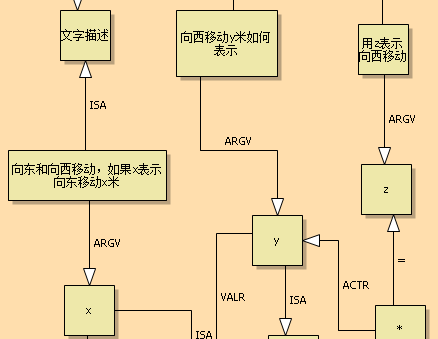 文字描述
向西移动y米如何
表示
用z表示
向西移动
ISA
ARGV
ARGV
向东和向西移动，如果x表示
向东移动x米
z
ARGV
y
=
VALR
ISA
ACTR
x
ISA
*